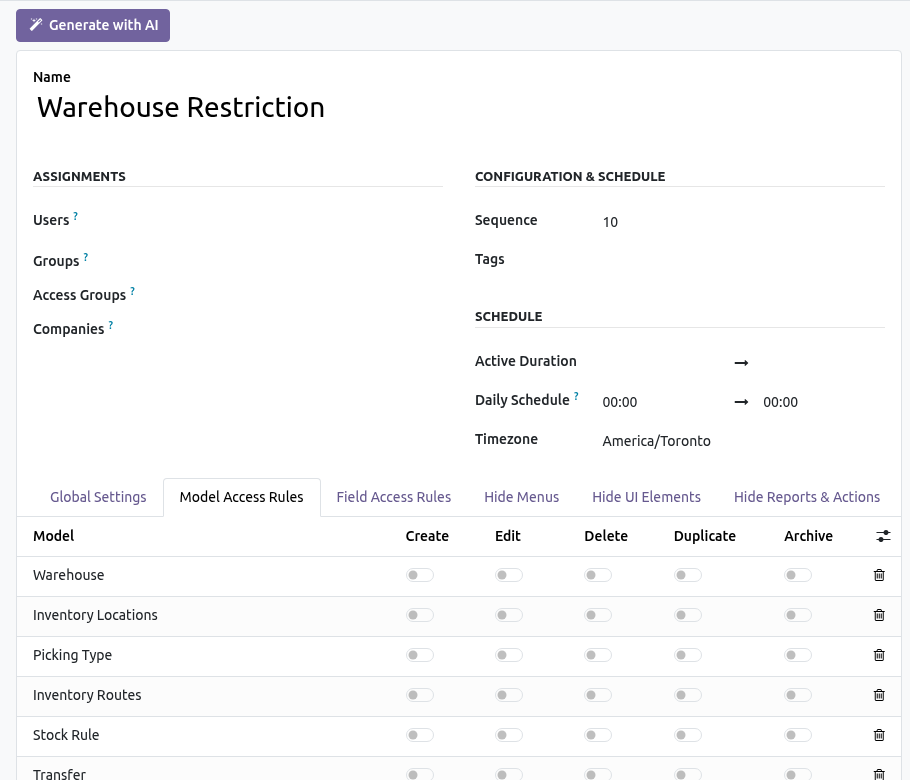 Generate with AI
Name
Warehouse Restriction
ASSIGNMENTS
Users ?
Groups ?
Access Groups ?
Companies ?
CONFIGURATION & SCHEDULE
Sequence 10
Tags
SCHEDULE
Active Duration →
Daily Schedule ? 00:00 → 00:00
Timezone America/Toronto
Global Settings Model Access Rules Field Access Rules Hide Menus Hide UI Elements Hide Reports & Actions
Model Create Edit Delete Duplicate Archive
Warehouse
Inventory Locations
Picking Type
Inventory Routes
Stock Rule
Transfer